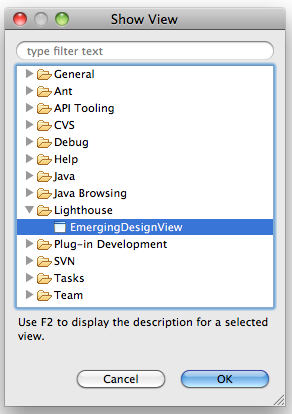 Show View
type filter text
General
Ant
API Tooling
CVS
Debug
Help
Java
Java Browsing
Lighthouse
EmergingDesignView
Plug-in Development
SVN
Tasks
Team
Use F2 to display the description for a selected
view.
Cancel
OK